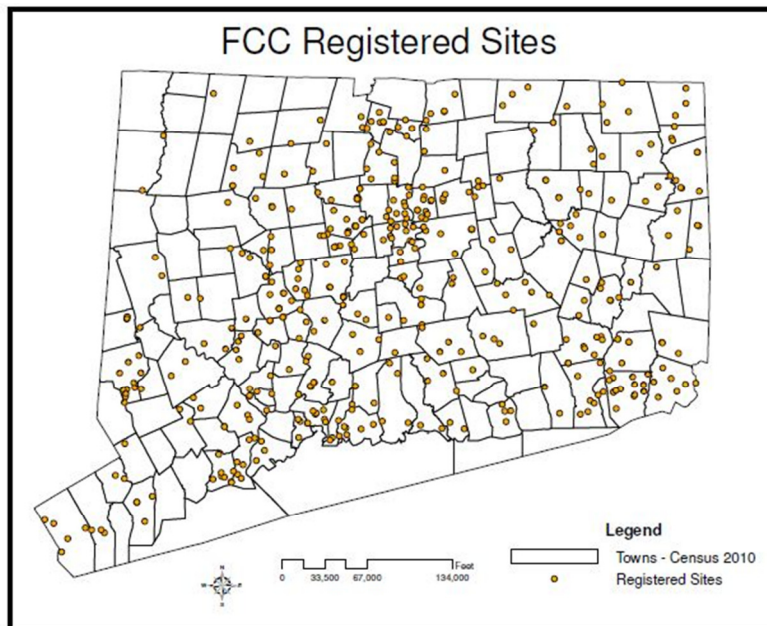 FCC Registered Sites
Legend
Towns - Census 2010
Registered Sites
Feet
0 33,500 67,000 134,000
N
W E
S